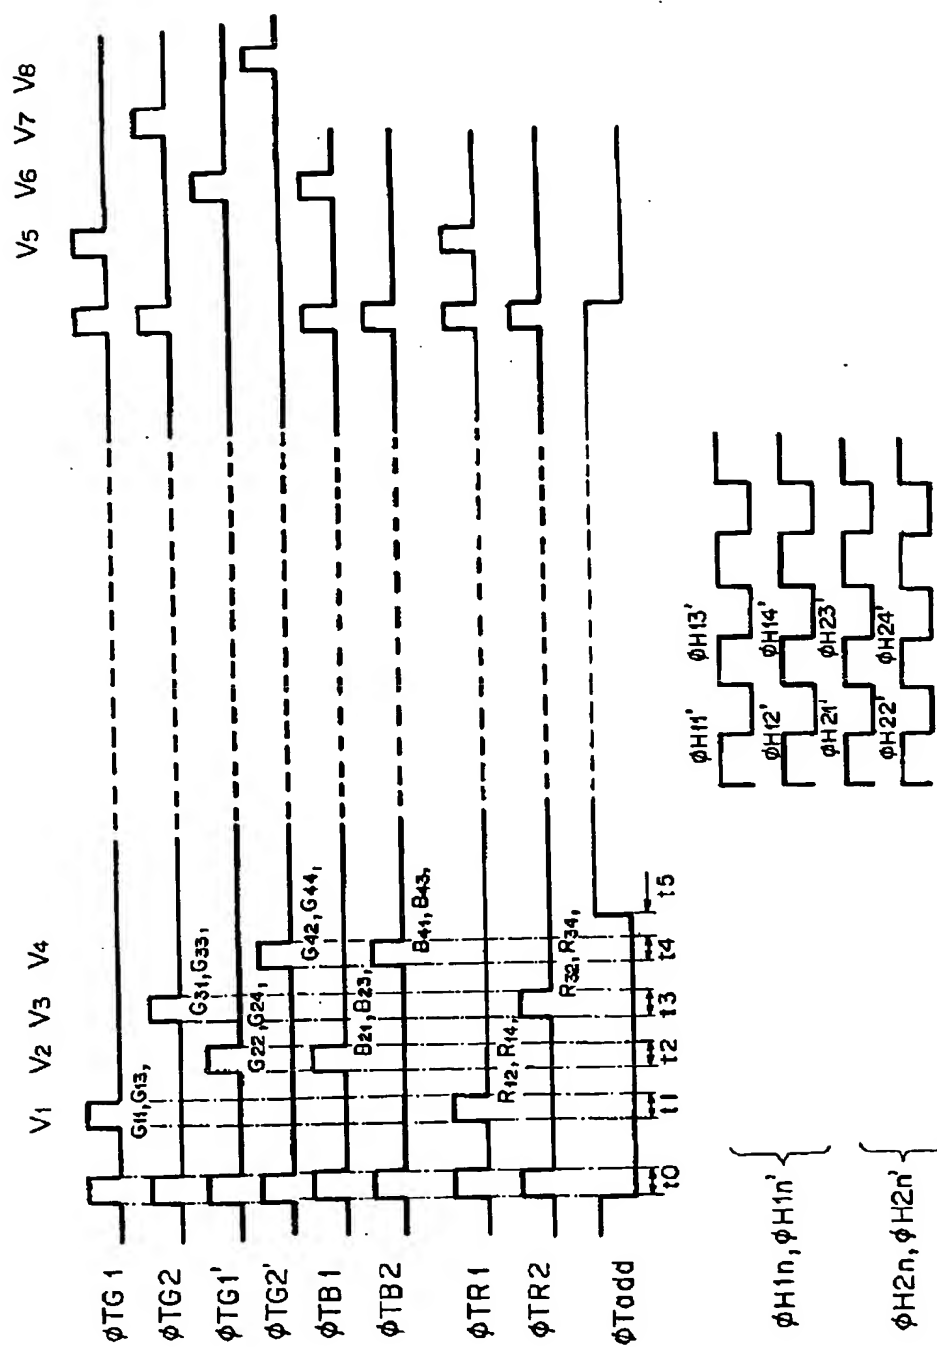 V1 V2 V3 V4 V5 V6 V7 V8
ϕTG1
G11,G13,
ϕTG2
G31,G33,
ϕTG1'
G22,G24,
ϕTG2'
G42,G44,
ϕTB1
B21,B23,
ϕTB2
B41,B43,
ϕTR1
R12,R14,
ϕTR2
R32,R34,
ϕTadd
t0 t1 t2 t3 t4 t5
ϕH1n,ϕH1n'
ϕH11' ϕH13'
ϕH12' ϕH14'
ϕH2n,ϕH2n'
ϕH21' ϕH23'
ϕH22' ϕH24'